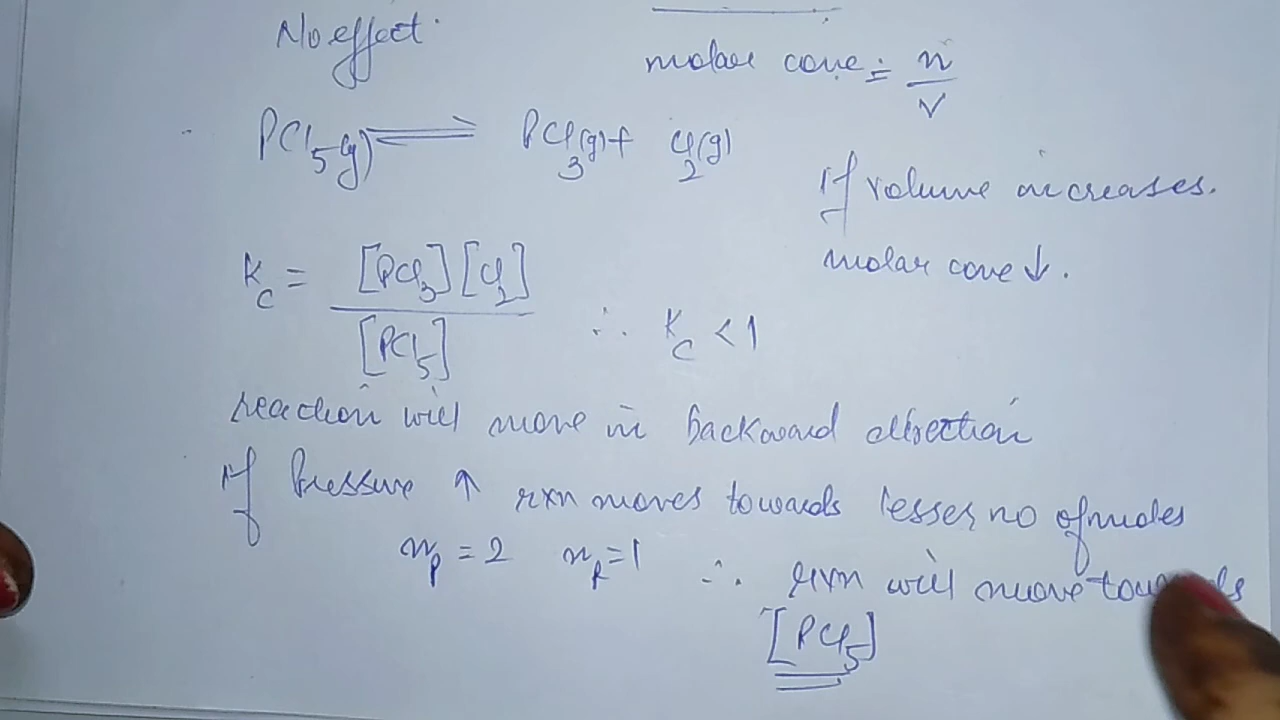 No effect.
molar conc = n/V
PCl5(g) ⇌ PCl3(g) + Cl2(g)
If volume increases.
molar conc ↓.
Kc = [PCl3][Cl2] / [PCl5]
∴ Kc < 1
reaction will move in backward direction
If Pressure ↑ rxn moves towards lesser no of moles
np = 2 nR = 1 ∴ rxn will move towards
[PCl5]